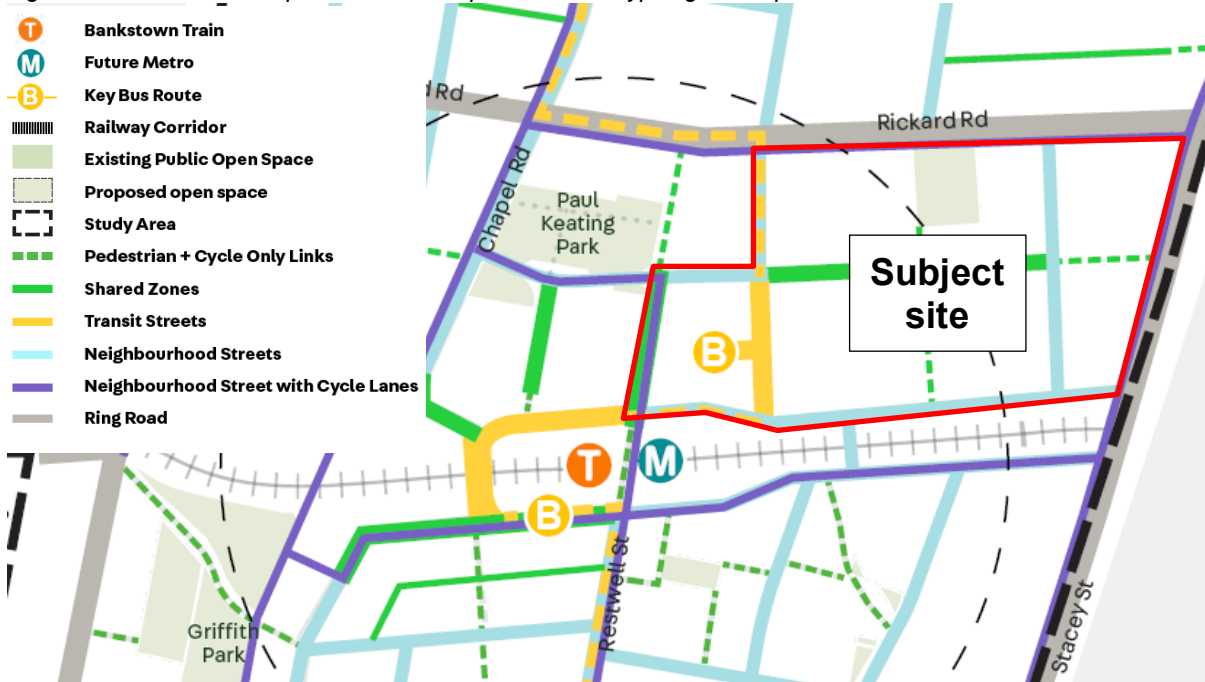 T
Bankstown Train
M
Future Metro
B
Key Bus Route
Railway Corridor
Existing Public Open Space
Proposed open space
Study Area
Pedestrian + Cycle Only Links
Shared Zones
Transit Streets
Neighbourhood Streets
Neighbourhood Street with Cycle Lanes
Ring Road
d Rd
Rickard Rd
Chapel Rd
Paul
Keating
Park
Subject
site
B
T
M
B
Restwell St
Griffith
Park
Stacey St